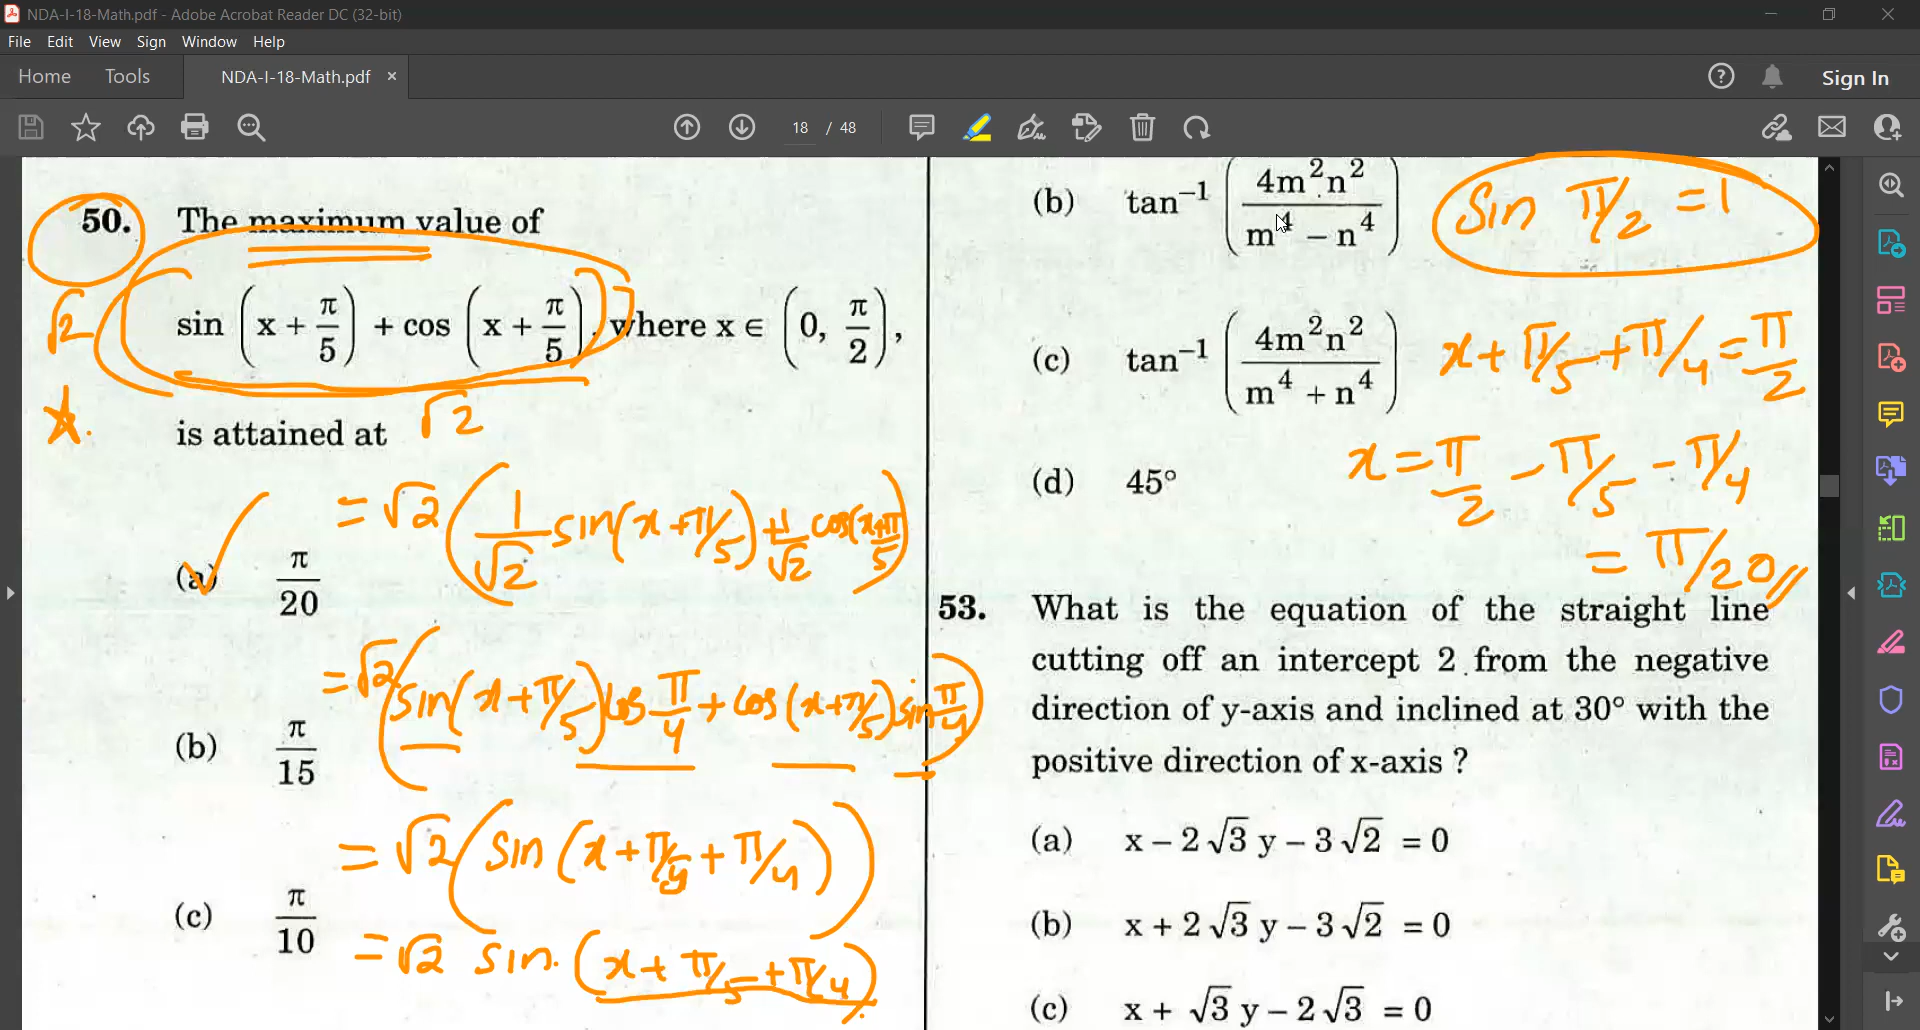 NDA-I-18-Math.pdf - Adobe Acrobat Reader DC (32-bit)
File Edit View Sign Window Help
Home Tools NDA-I-18-Math.pdf ×
Sign In
18 / 48
50. The maximum value of
sin (x + π/5) + cos (x + π/5), where x ∈ (0, π/2),
√2
is attained at √2
= √2 (1/√2 sin(x + π/5) + 1/√2 cos(x + π/5))
(a) π/20
= √2 (sin(x + π/5) cos π/4 + cos(x + π/5) sin π/4)
(b) π/15
= √2 (sin (x + π/5 + π/4))
(c) π/10
= √2 sin. (x + π/5 + π/4)
(b) tan⁻¹ (4m²n² / m⁴ − n⁴)
Sin π/2 = 1
(c) tan⁻¹ (4m²n² / m⁴ + n⁴)
x + π/5 + π/4 = π/2
x = π/2 − π/5 − π/4
(d) 45°
= π/20 //
53. What is the equation of the straight line
cutting off an intercept 2 from the negative
direction of y-axis and inclined at 30° with the
positive direction of x-axis ?
(a) x − 2√3 y − 3√2 = 0
(b) x + 2√3 y − 3√2 = 0
(c) x + √3 y − 2√3 = 0